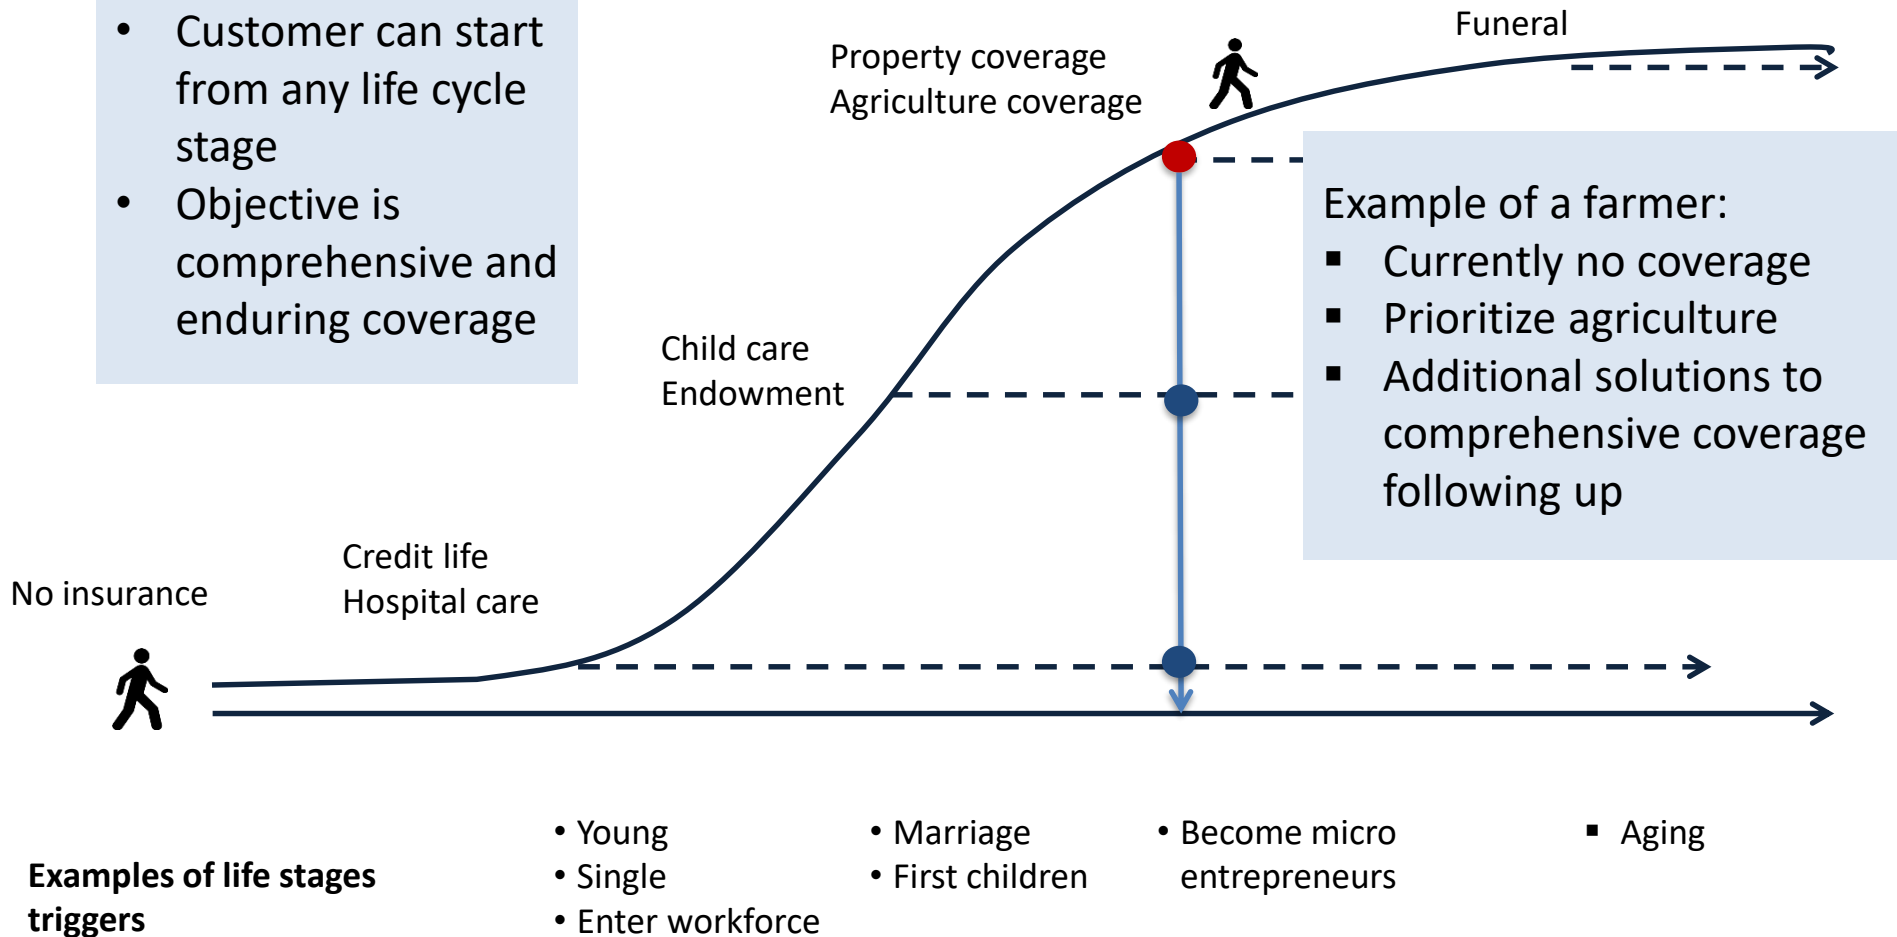 • Customer can start
from any life cycle
stage
• Objective is
comprehensive and
enduring coverage
Funeral
Property coverage
Agriculture coverage
Example of a farmer:
▪ Currently no coverage
▪ Prioritize agriculture
▪ Additional solutions to
comprehensive coverage
following up
Child care
Endowment
Credit life
Hospital care
No insurance
Examples of life stages
triggers
• Young
• Single
• Enter workforce
• Marriage
• First children
• Become micro
entrepreneurs
▪ Aging